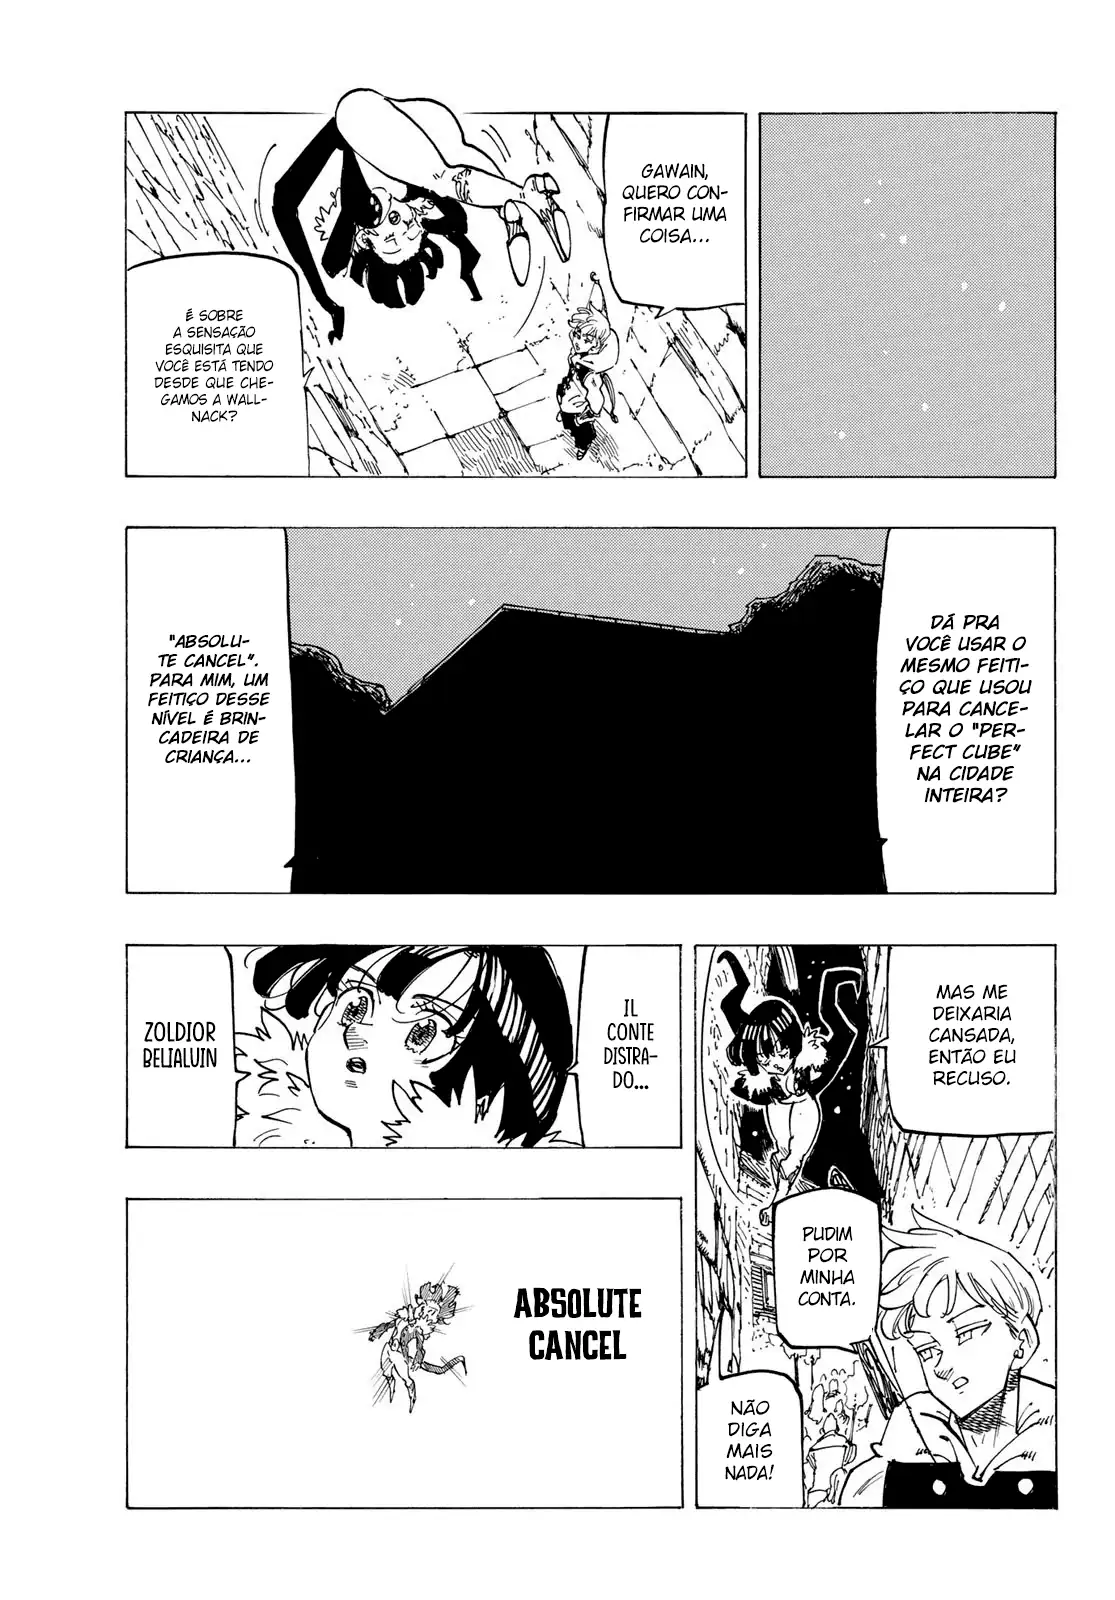 GAWAIN,
QUERO CON-
FIRMAR UMA
COISA...
É SOBRE
A SENSAÇÃO
ESQUISITA QUE
VOCÊ ESTÁ TENDO
DESDE QUE CHE-
GAMOS A WALL-
NACK?
DÁ PRA
VOCÊ USAR O
MESMO FEITI-
ÇO QUE USOU
PARA CANCE-
LAR O "PER-
FECT CUBE"
NA CIDADE
INTEIRA?
"ABSOLU-
TE CANCEL".
PARA MIM, UM
FEITIÇO DESSE
NÍVEL É BRIN-
CADEIRA DE
CRIANÇA...
MAS ME
DEIXARIA
CANSADA,
ENTÃO EU
RECUSO.
PUDIM
POR
MINHA
CONTA.
NÃO
DIGA
MAIS
NADA!
IL
CONTE
DISTRA-
DO...
ZOLDIOR
BELIALUIN
ABSOLUTE
CANCEL